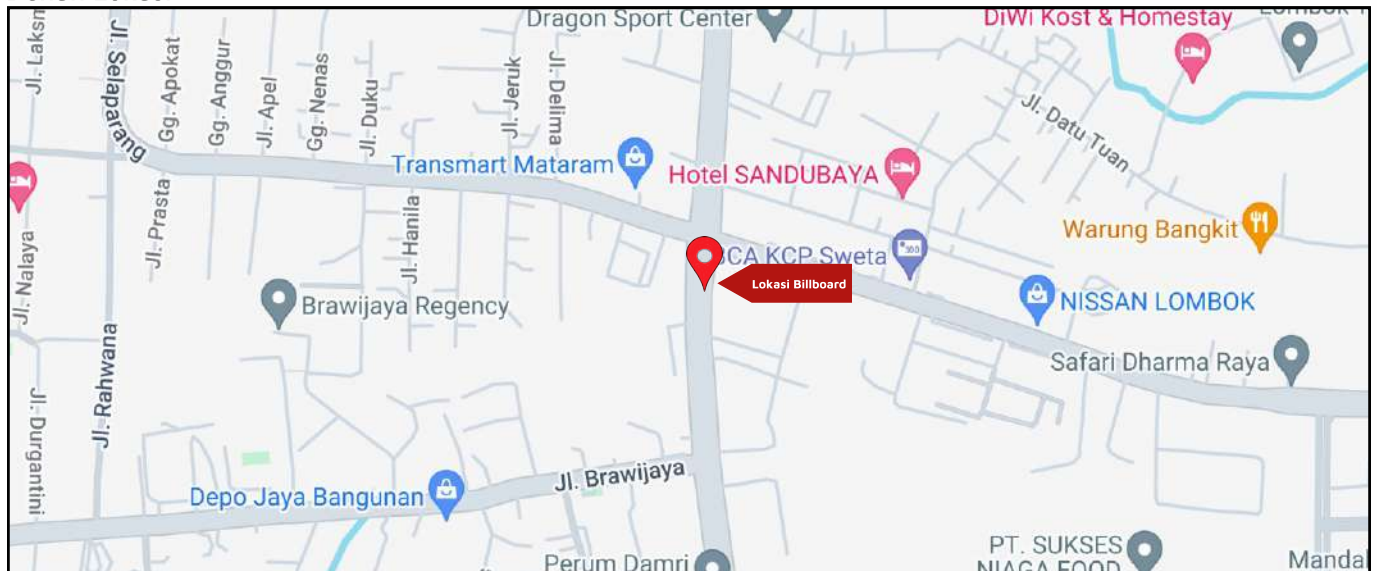 Dragon Sport Center
DiWi Kost & Homestay
Jl. Laksm
Jl. Selaparang
Gg. Apokat
Gg. Anggur
Jl. Apel
Gg. Nenas
Jl. Duku
Jl. Jeruk
Jl. Delima
Jl. Datu Tuan
Transmart Mataram
Hotel SANDUBAYA
Jl. Prasta
Jl. Hanila
Jl. Nalaya
Warung Bangkit
BCA KCP Sweta
Lokasi Billboard
Brawijaya Regency
NISSAN LOMBOK
Jl. Rahwana
Safari Dharma Raya
Jl. Durgantini
Jl. Brawijaya
Depo Jaya Bangunan
Perum Damri
PT. SUKSES
NIAGA FOOD
Mandal